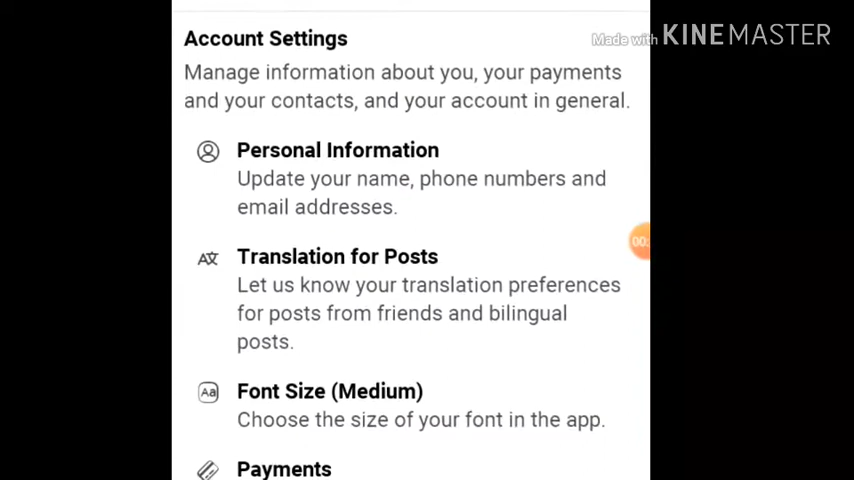 Account Settings
Made with KINEMASTER
Manage information about you, your payments
and your contacts, and your account in general.
Personal Information
Update your name, phone numbers and
email addresses.
00:
Translation for Posts
Let us know your translation preferences
for posts from friends and bilingual
posts.
Aa
Font Size (Medium)
Choose the size of your font in the app.
Payments